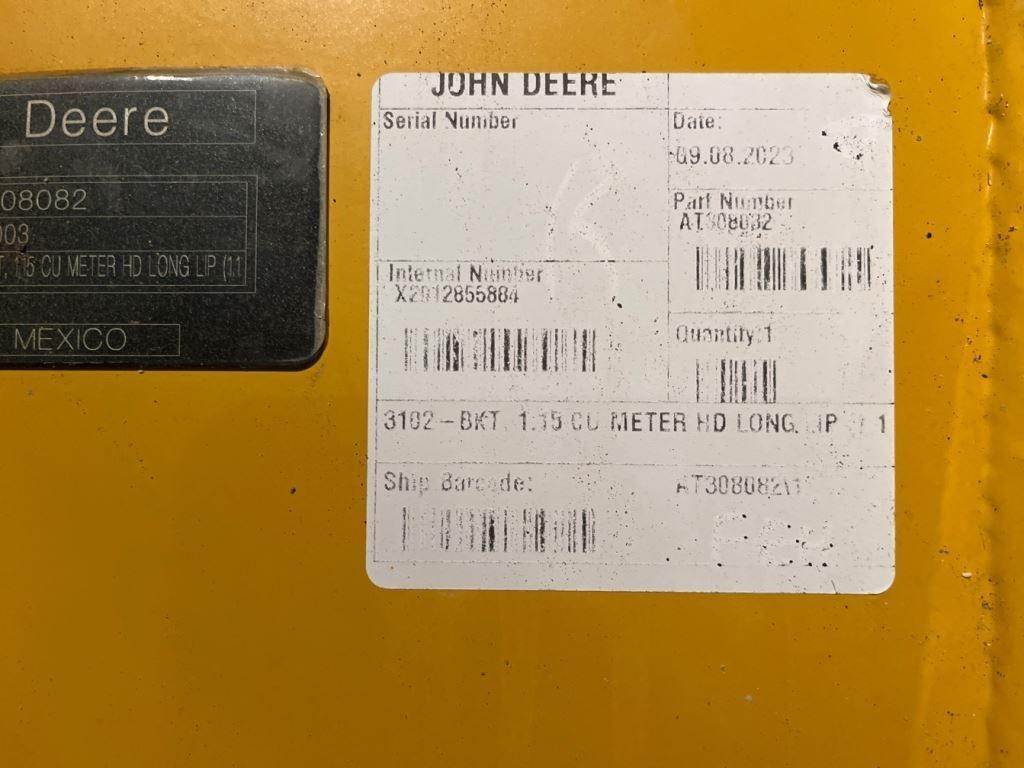 Deere
08082
003
T, 1.15 CU METER HD LONG LIP (1.1
MEXICO
JOHN DEERE
Serial Number
Date:
09.08.2023
Part Number
AT308082
Internal Number
X2912855884
Quantity:1
3102-BKT, 1.15 CU METER HD LONG LIP 1
Ship Barcode:
AT308082\1